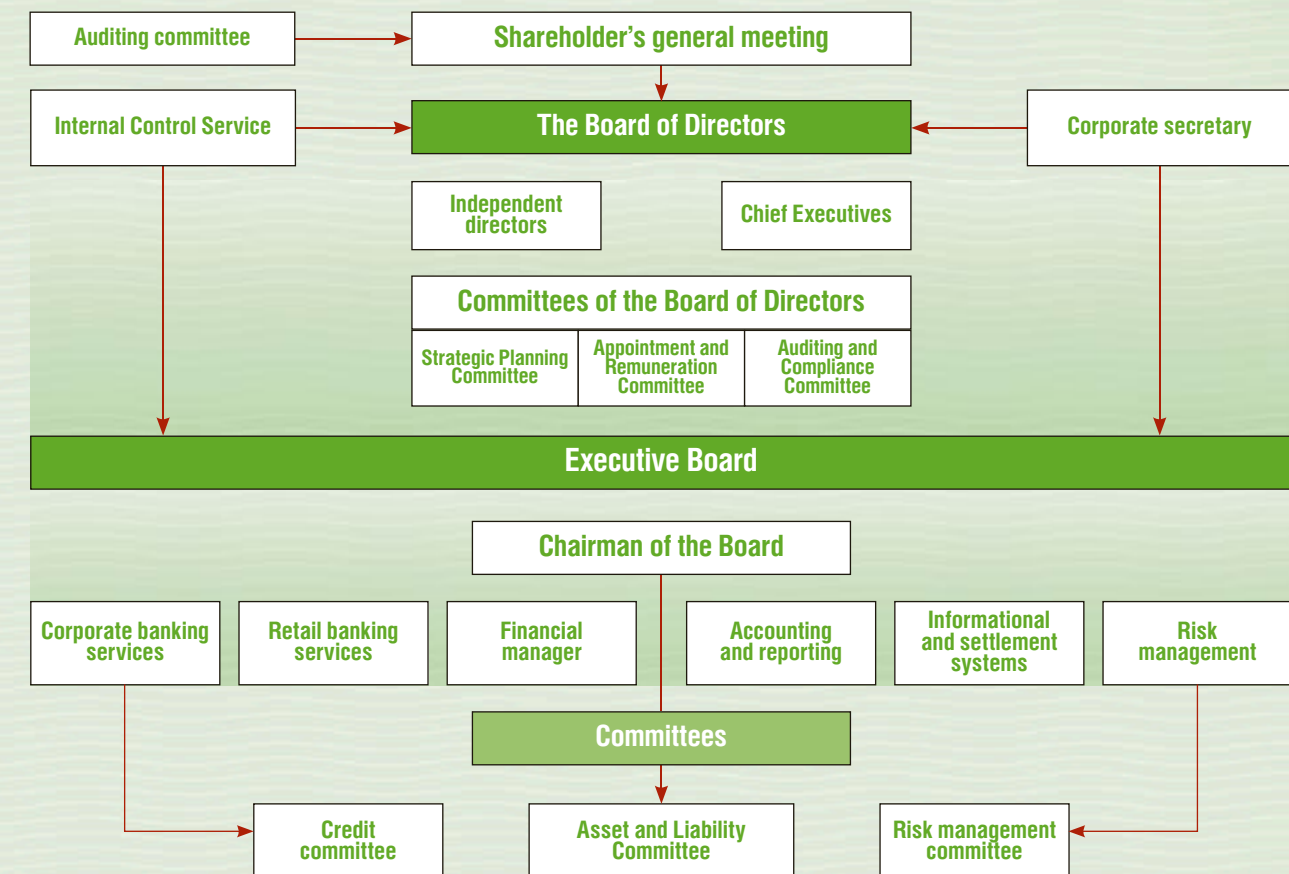 Auditing committee
Shareholder’s general meeting
Internal Control Service
The Board of Directors
Corporate secretary
Independent
directors
Chief Executives
Committees of the Board of Directors
Strategic Planning
Committee
Appointment and
Remuneration
Committee
Auditing and
Compliance
Committee
Executive Board
Chairman of the Board
Corporate banking
services
Retail banking
services
Financial
manager
Accounting
and reporting
Informational
and settlement
systems
Risk
management
Committees
Credit
committee
Asset and Liability
Committee
Risk management
committee